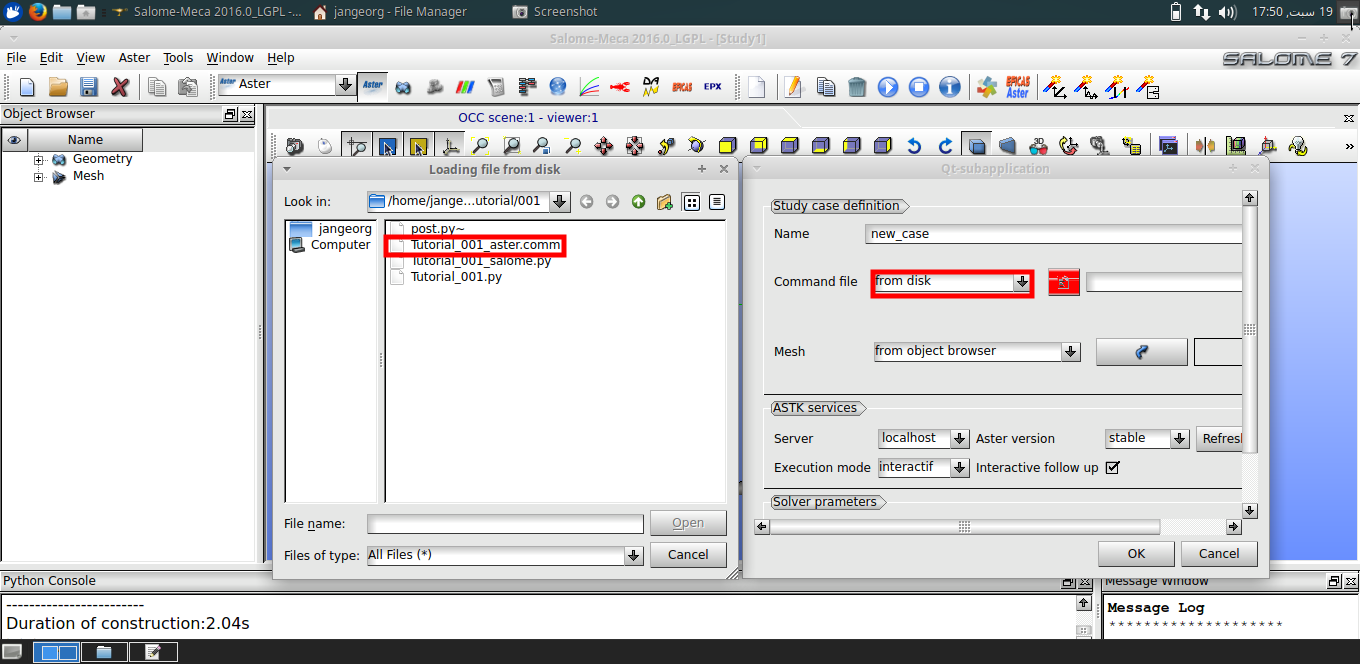 Salome-Meca 2016.0_LGPL -...
jangeorg - File Manager
Screenshot
17:50 ,سبت 19
Salome-Meca 2016.0_LGPL - [Study1]
File Edit View Aster Tools Window Help
SALOME 7
Aster Aster Aster EFICAS EPX EFICAS Aster
Object Browser
OCC scene:1 - viewer:1
Name
Geometry
Mesh
Loading file from disk
Look in: /home/jange...utorial/001
jangeorg
Computer
post.py~
Tutorial_001_aster.comm
Tutorial_001_salome.py
Tutorial_001.py
File name: Open
Files of type: All Files (*) Cancel
Qt-subapplication
Study case definition
Name new_case
Command file from disk
Mesh from object browser
ASTK services
Server localhost Aster version stable Refresl
Execution mode interactif Interactive follow up
Solver prameters
OK Cancel
Python Console
-------------------------
Duration of construction:2.04s
Message Window
Message Log
********************